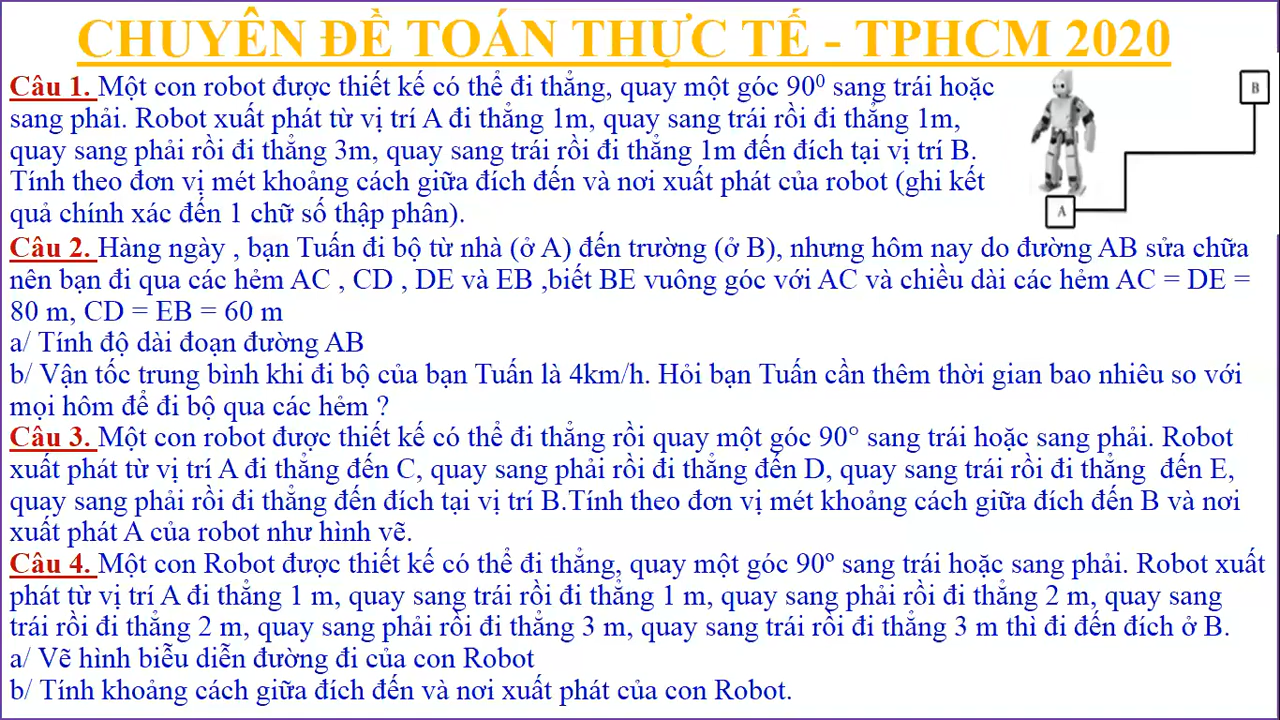 CHUYÊN ĐỀ TOÁN THỰC TẾ - TPHCM 2020
Câu 1. Một con robot được thiết kế có thể đi thẳng, quay một góc 90⁰ sang trái hoặc
sang phải. Robot xuất phát từ vị trí A đi thẳng 1m, quay sang trái rồi đi thẳng 1m,
quay sang phải rồi đi thẳng 3m, quay sang trái rồi đi thẳng 1m đến đích tại vị trí B.
Tính theo đơn vị mét khoảng cách giữa đích đến và nơi xuất phát của robot (ghi kết
quả chính xác đến 1 chữ số thập phân).
B
A
Câu 2. Hàng ngày , bạn Tuấn đi bộ từ nhà (ở A) đến trường (ở B), nhưng hôm nay do đường AB sửa chữa
nên bạn đi qua các hẻm AC , CD , DE và EB ,biết BE vuông góc với AC và chiều dài các hẻm AC = DE =
80 m, CD = EB = 60 m
a/ Tính độ dài đoạn đường AB
b/ Vận tốc trung bình khi đi bộ của bạn Tuấn là 4km/h. Hỏi bạn Tuấn cần thêm thời gian bao nhiêu so với
mọi hôm để đi bộ qua các hẻm ?
Câu 3. Một con robot được thiết kế có thể đi thẳng rồi quay một góc 90° sang trái hoặc sang phải. Robot
xuất phát từ vị trí A đi thẳng đến C, quay sang phải rồi đi thẳng đến D, quay sang trái rồi đi thẳng đến E,
quay sang phải rồi đi thẳng đến đích tại vị trí B.Tính theo đơn vị mét khoảng cách giữa đích đến B và nơi
xuất phát A của robot như hình vẽ.
Câu 4. Một con Robot được thiết kế có thể đi thẳng, quay một góc 90º sang trái hoặc sang phải. Robot xuất
phát từ vị trí A đi thẳng 1 m, quay sang trái rồi đi thẳng 1 m, quay sang phải rồi đi thẳng 2 m, quay sang
trái rồi đi thẳng 2 m, quay sang phải rồi đi thẳng 3 m, quay sang trái rồi đi thẳng 3 m thì đi đến đích ở B.
a/ Vẽ hình biễu diễn đường đi của con Robot
b/ Tính khoảng cách giữa đích đến và nơi xuất phát của con Robot.